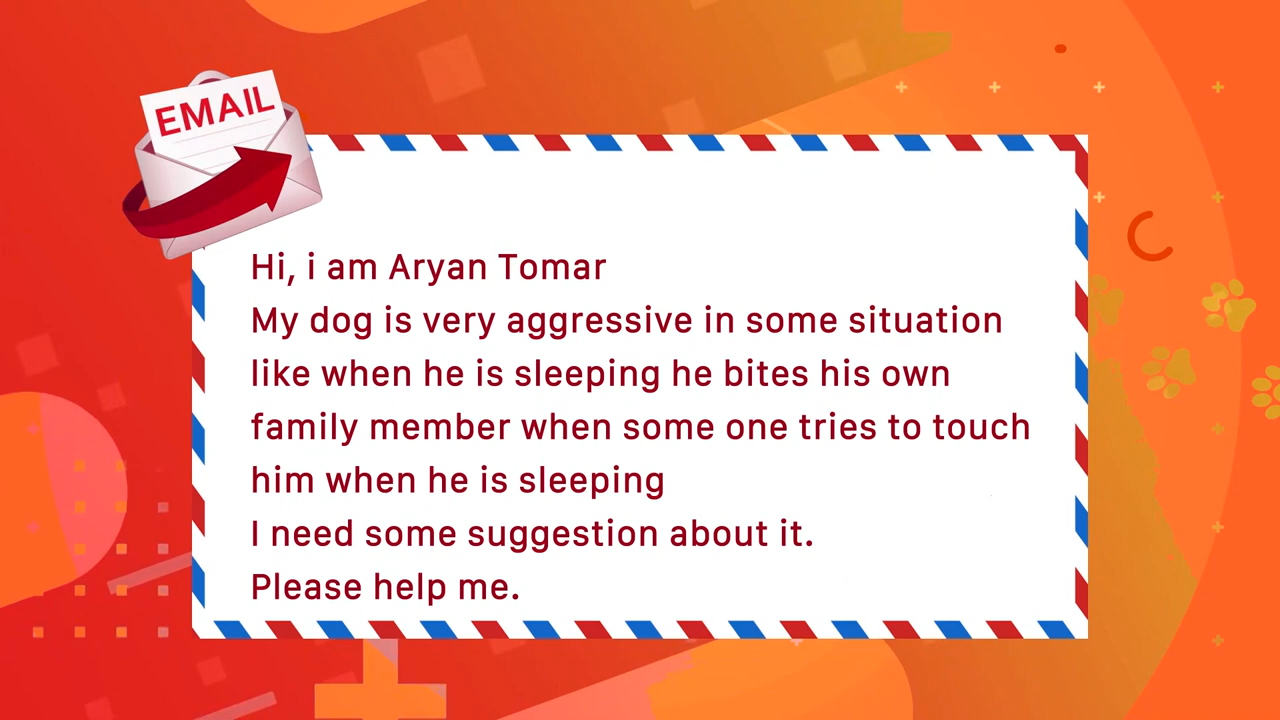 EMAIL
Hi, i am Aryan Tomar
My dog is very aggressive in some situation
like when he is sleeping he bites his own
family member when some one tries to touch
him when he is sleeping
I need some suggestion about it.
Please help me.